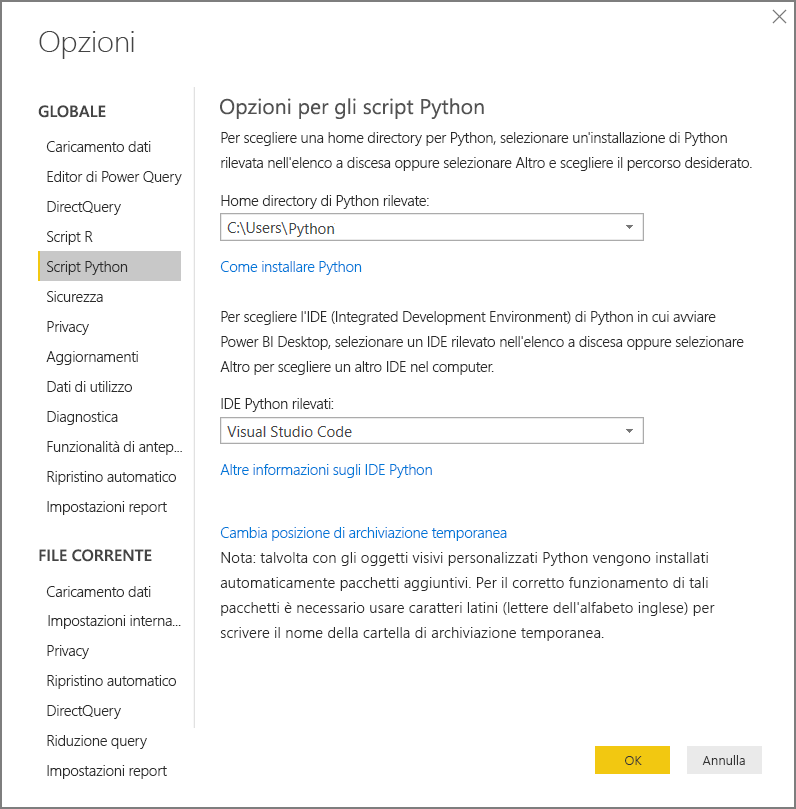 Opzioni
GLOBALE
Caricamento dati
Editor di Power Query
DirectQuery
Script R
Script Python
Sicurezza
Privacy
Aggiornamenti
Dati di utilizzo
Diagnostica
Funzionalità di antep...
Ripristino automatico
Impostazioni report
FILE CORRENTE
Caricamento dati
Impostazioni interna...
Privacy
Ripristino automatico
DirectQuery
Riduzione query
Impostazioni report
Opzioni per gli script Python
Per scegliere una home directory per Python, selezionare un'installazione di Python
rilevata nell'elenco a discesa oppure selezionare Altro e scegliere il percorso desiderato.
Home directory di Python rilevate:
C:\Users\Python
Come installare Python
Per scegliere l'IDE (Integrated Development Environment) di Python in cui avviare
Power BI Desktop, selezionare un IDE rilevato nell'elenco a discesa oppure selezionare
Altro per scegliere un altro IDE nel computer.
IDE Python rilevati:
Visual Studio Code
Altre informazioni sugli IDE Python
Cambia posizione di archiviazione temporanea
Nota: talvolta con gli oggetti visivi personalizzati Python vengono installati
automaticamente pacchetti aggiuntivi. Per il corretto funzionamento di tali
pacchetti è necessario usare caratteri latini (lettere dell'alfabeto inglese) per
scrivere il nome della cartella di archiviazione temporanea.
OK
Annulla